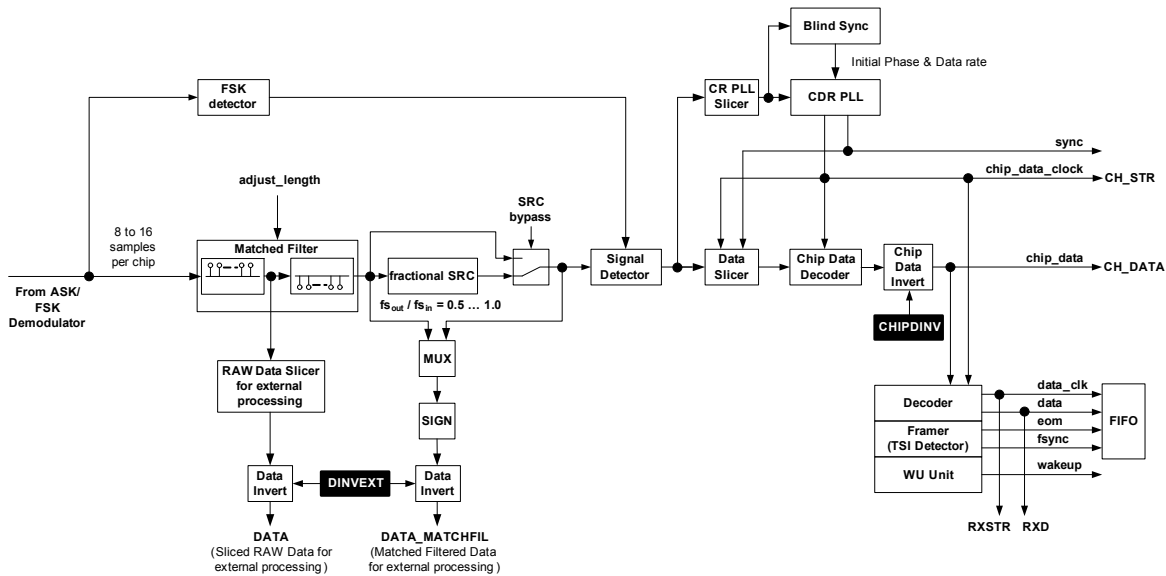 Blind Sync
Initial Phase & Data rate
FSK
detector
CR PLL
Slicer
CDR PLL
sync
adjust_length
chip_data_clock
CH_STR
SRC
bypass
8 to 16
samples
per chip
Matched Filter
fractional SRC
Signal
Detector
Data
Slicer
Chip Data
Decoder
Chip
Data
Invert
chip_data
CH_DATA
From ASK/
FSK
Demodulator
fsout / fsin = 0.5 ... 1.0
CHIPDINV
MUX
RAW Data Slicer
for external
processing
SIGN
Decoder
Framer
(TSI Detector)
WU Unit
data_clk
data
eom
fsync
wakeup
FIFO
Data
Invert
DINVEXT
Data
Invert
RXSTR
RXD
DATA
(Sliced RAW Data for
external processing)
DATA_MATCHFIL
(Matched Filtered Data
for external processing)